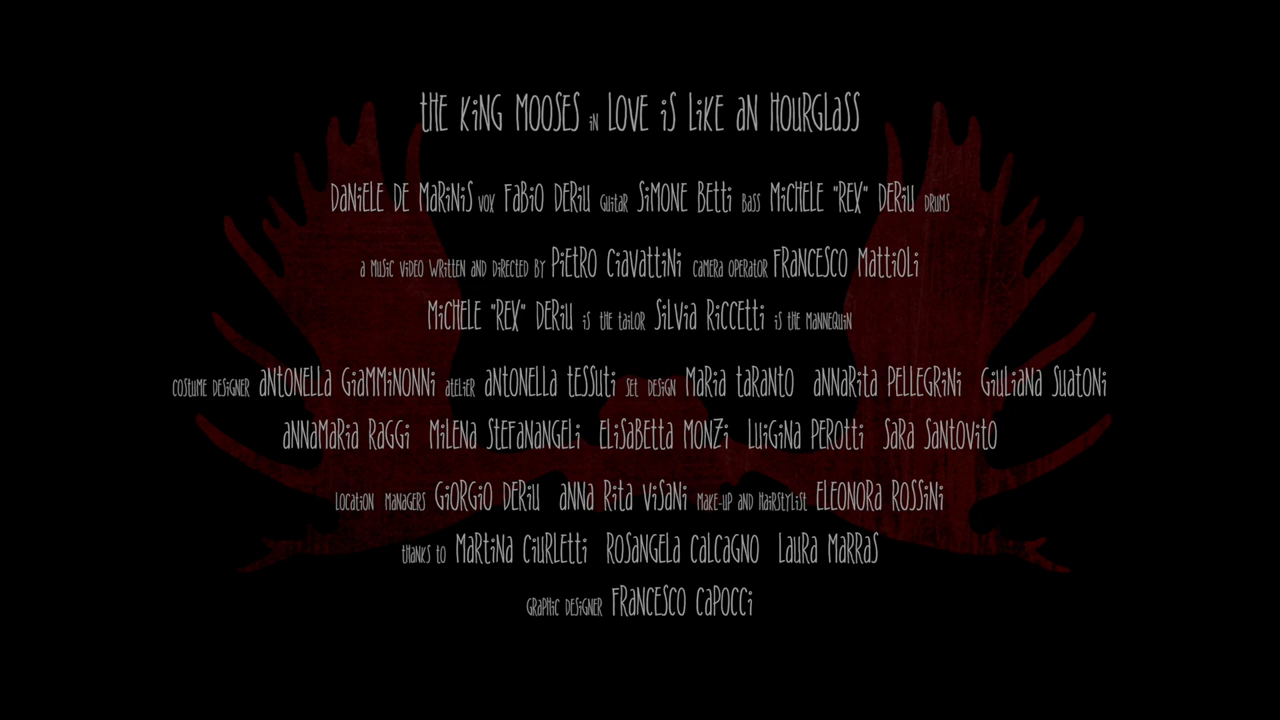 THE KING MOOSES IN LOVE IS LIKE AN HOURGLASS
DANIELE DE MARINIS VOX FABIO DERIU GUITAR SIMONE BETTI BASS MICHELE "REX" DERIU DRUMS
A MUSIC VIDEO WRITTEN AND DIRECTED BY PIETRO CIAVATTINI CAMERA OPERATOR FRANCESCO MATTIOLI
MICHELE "REX" DERIU IS THE TAILOR SILVIA RICCETTI IS THE MANNEQUIN
COSTUME DESIGNER ANTONELLA GIAMMINONNI ATELIER ANTONELLA TESSUTI SET DESIGN MARIA TARANTO ANNARITA PELLEGRINI GIULIANA SUATONI
ANNAMARIA RAGGI MILENA STEFANANGELI ELISABETTA MONZI LUIGINA PEROTTI SARA SANTOVITO
LOCATION MANAGERS GIORGIO DERIU ANNA RITA VISANI MAKE-UP AND HAIRSTYLIST ELEONORA ROSSINI
THANKS TO MARTINA CIURLETTI ROSANGELA CALCAGNO LAURA MARRAS
GRAPHIC DESIGNER FRANCESCO CAPOCCI